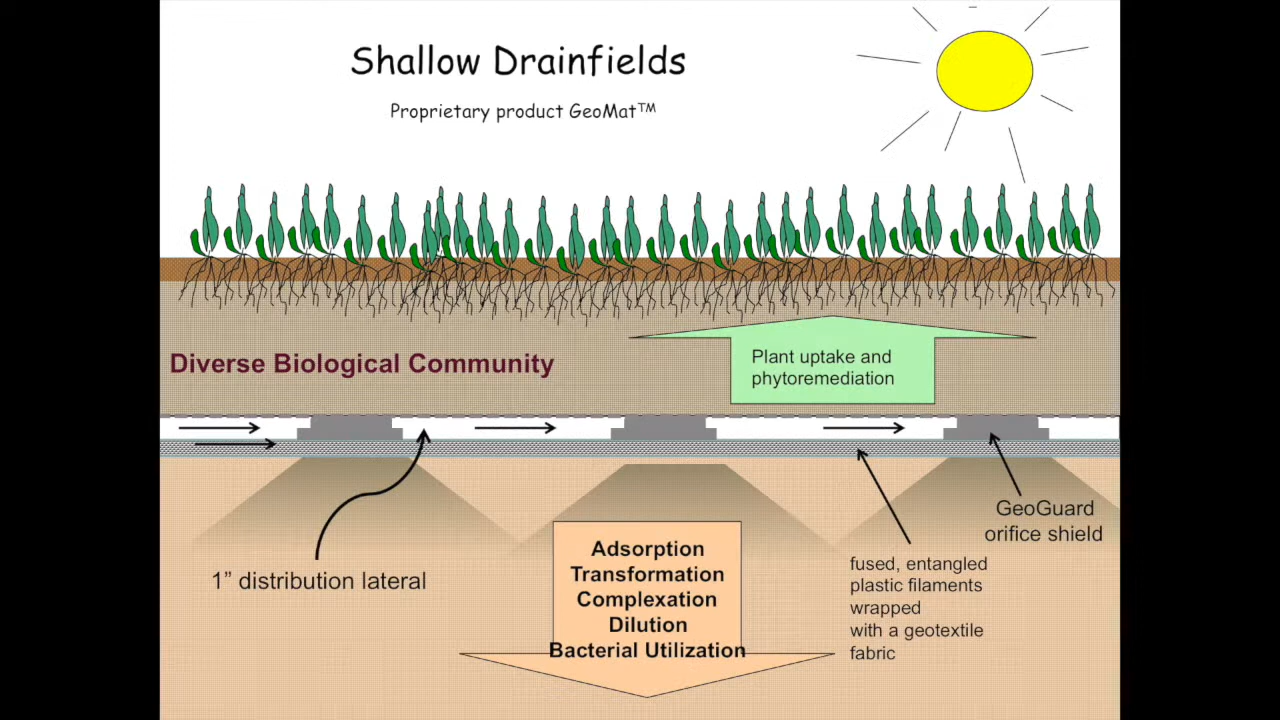 Shallow Drainfields
Proprietary product GeoMat™
Plant uptake and
phytoremediation
Diverse Biological Community
GeoGuard
orifice shield
1” distribution lateral
Adsorption
Transformation
Complexation
Dilution
Bacterial Utilization
fused, entangled
plastic filaments
wrapped
with a geotextile
fabric